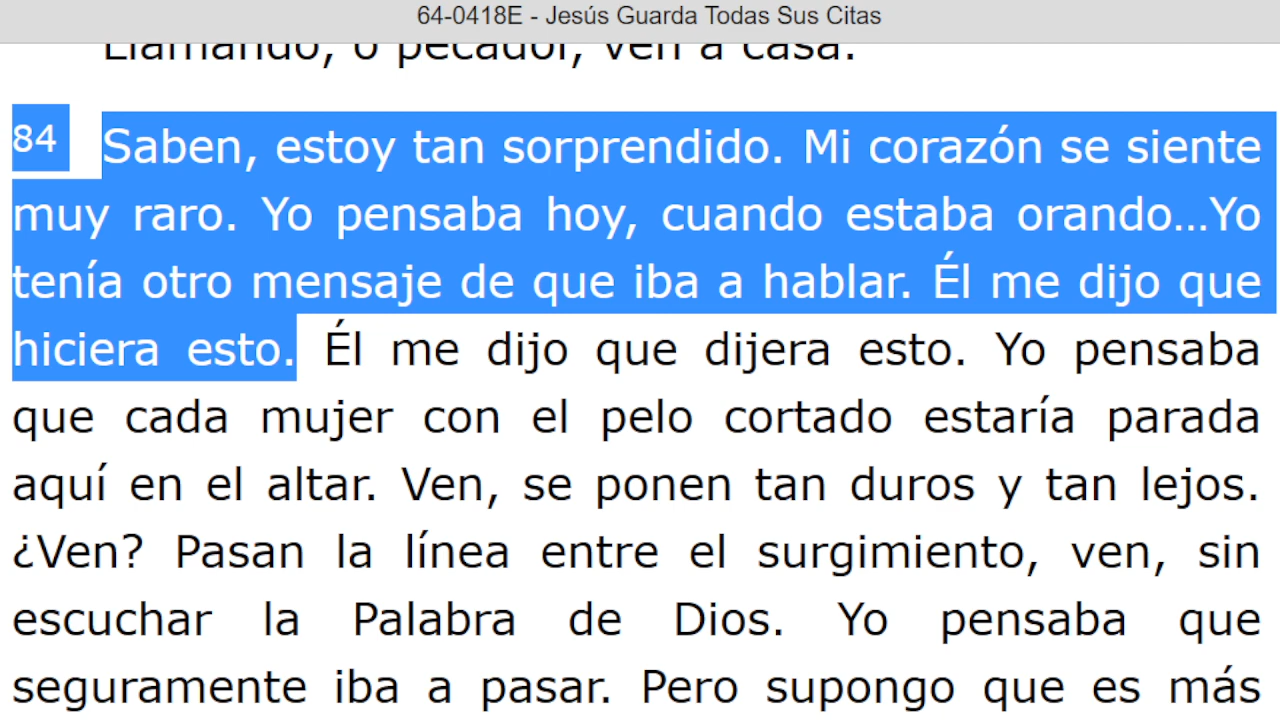 64-0418E - Jesús Guarda Todas Sus Citas
Llamando, o pecador, ven a casa.
84 Saben, estoy tan sorprendido. Mi corazón se siente
muy raro. Yo pensaba hoy, cuando estaba orando...Yo
tenía otro mensaje de que iba a hablar. Él me dijo que
hiciera esto. Él me dijo que dijera esto. Yo pensaba
que cada mujer con el pelo cortado estaría parada
aquí en el altar. Ven, se ponen tan duros y tan lejos.
¿Ven? Pasan la línea entre el surgimiento, ven, sin
escuchar la Palabra de Dios. Yo pensaba que
seguramente iba a pasar. Pero supongo que es más